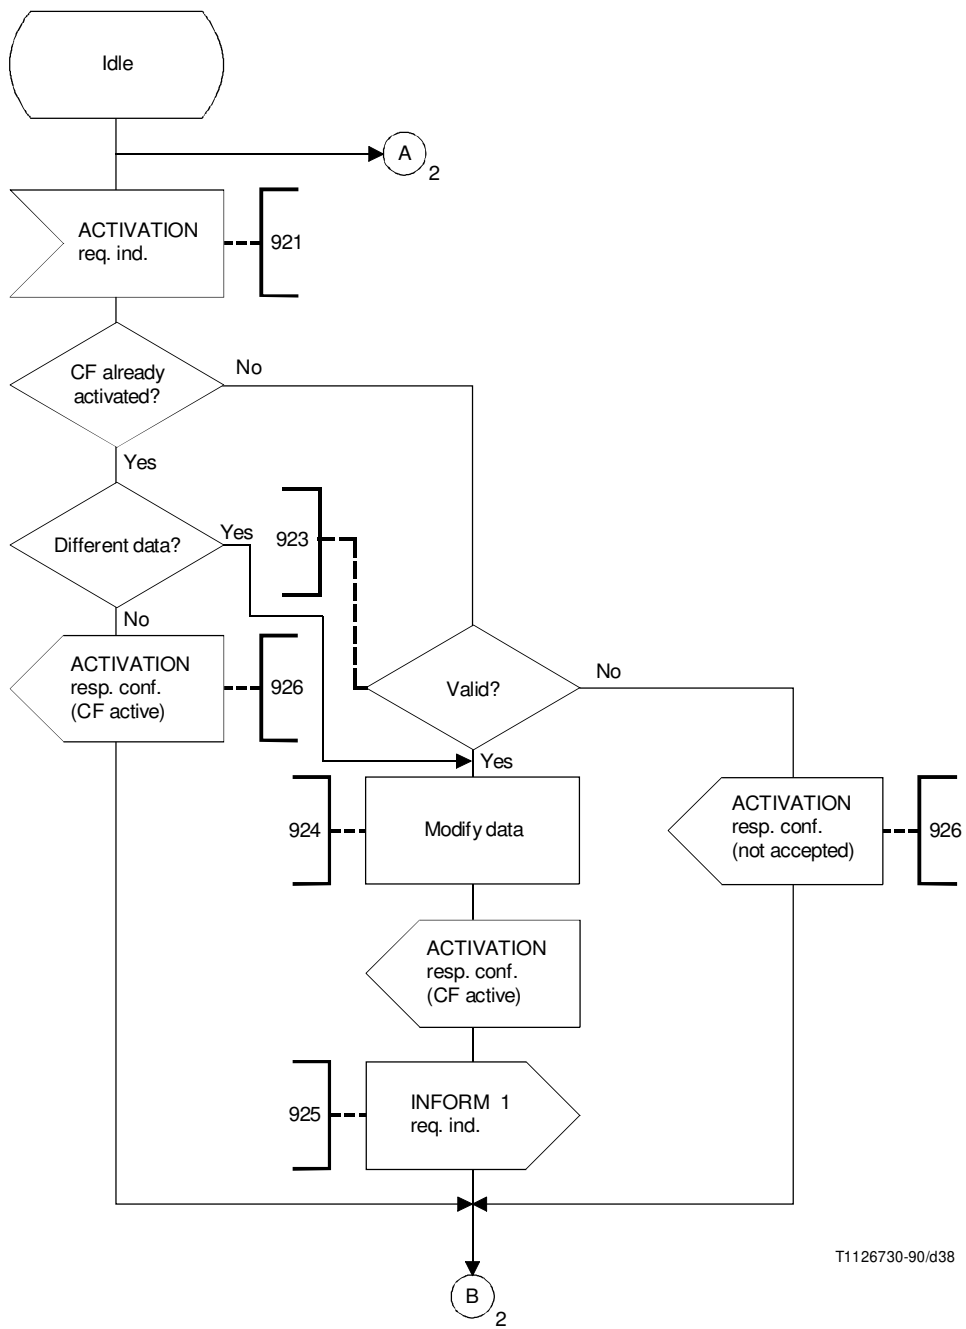 Idle
A
2
ACTIVATION
req. ind.
921
CF already
activated?
No
Yes
Different data?
Yes
923
No
ACTIVATION
resp. conf.
(CF active)
926
Valid?
No
Yes
924
Modify data
ACTIVATION
resp. conf.
(not accepted)
926
ACTIVATION
resp. conf.
(CF active)
925
INFORM 1
req. ind.
T1126730-90/d38
B
2